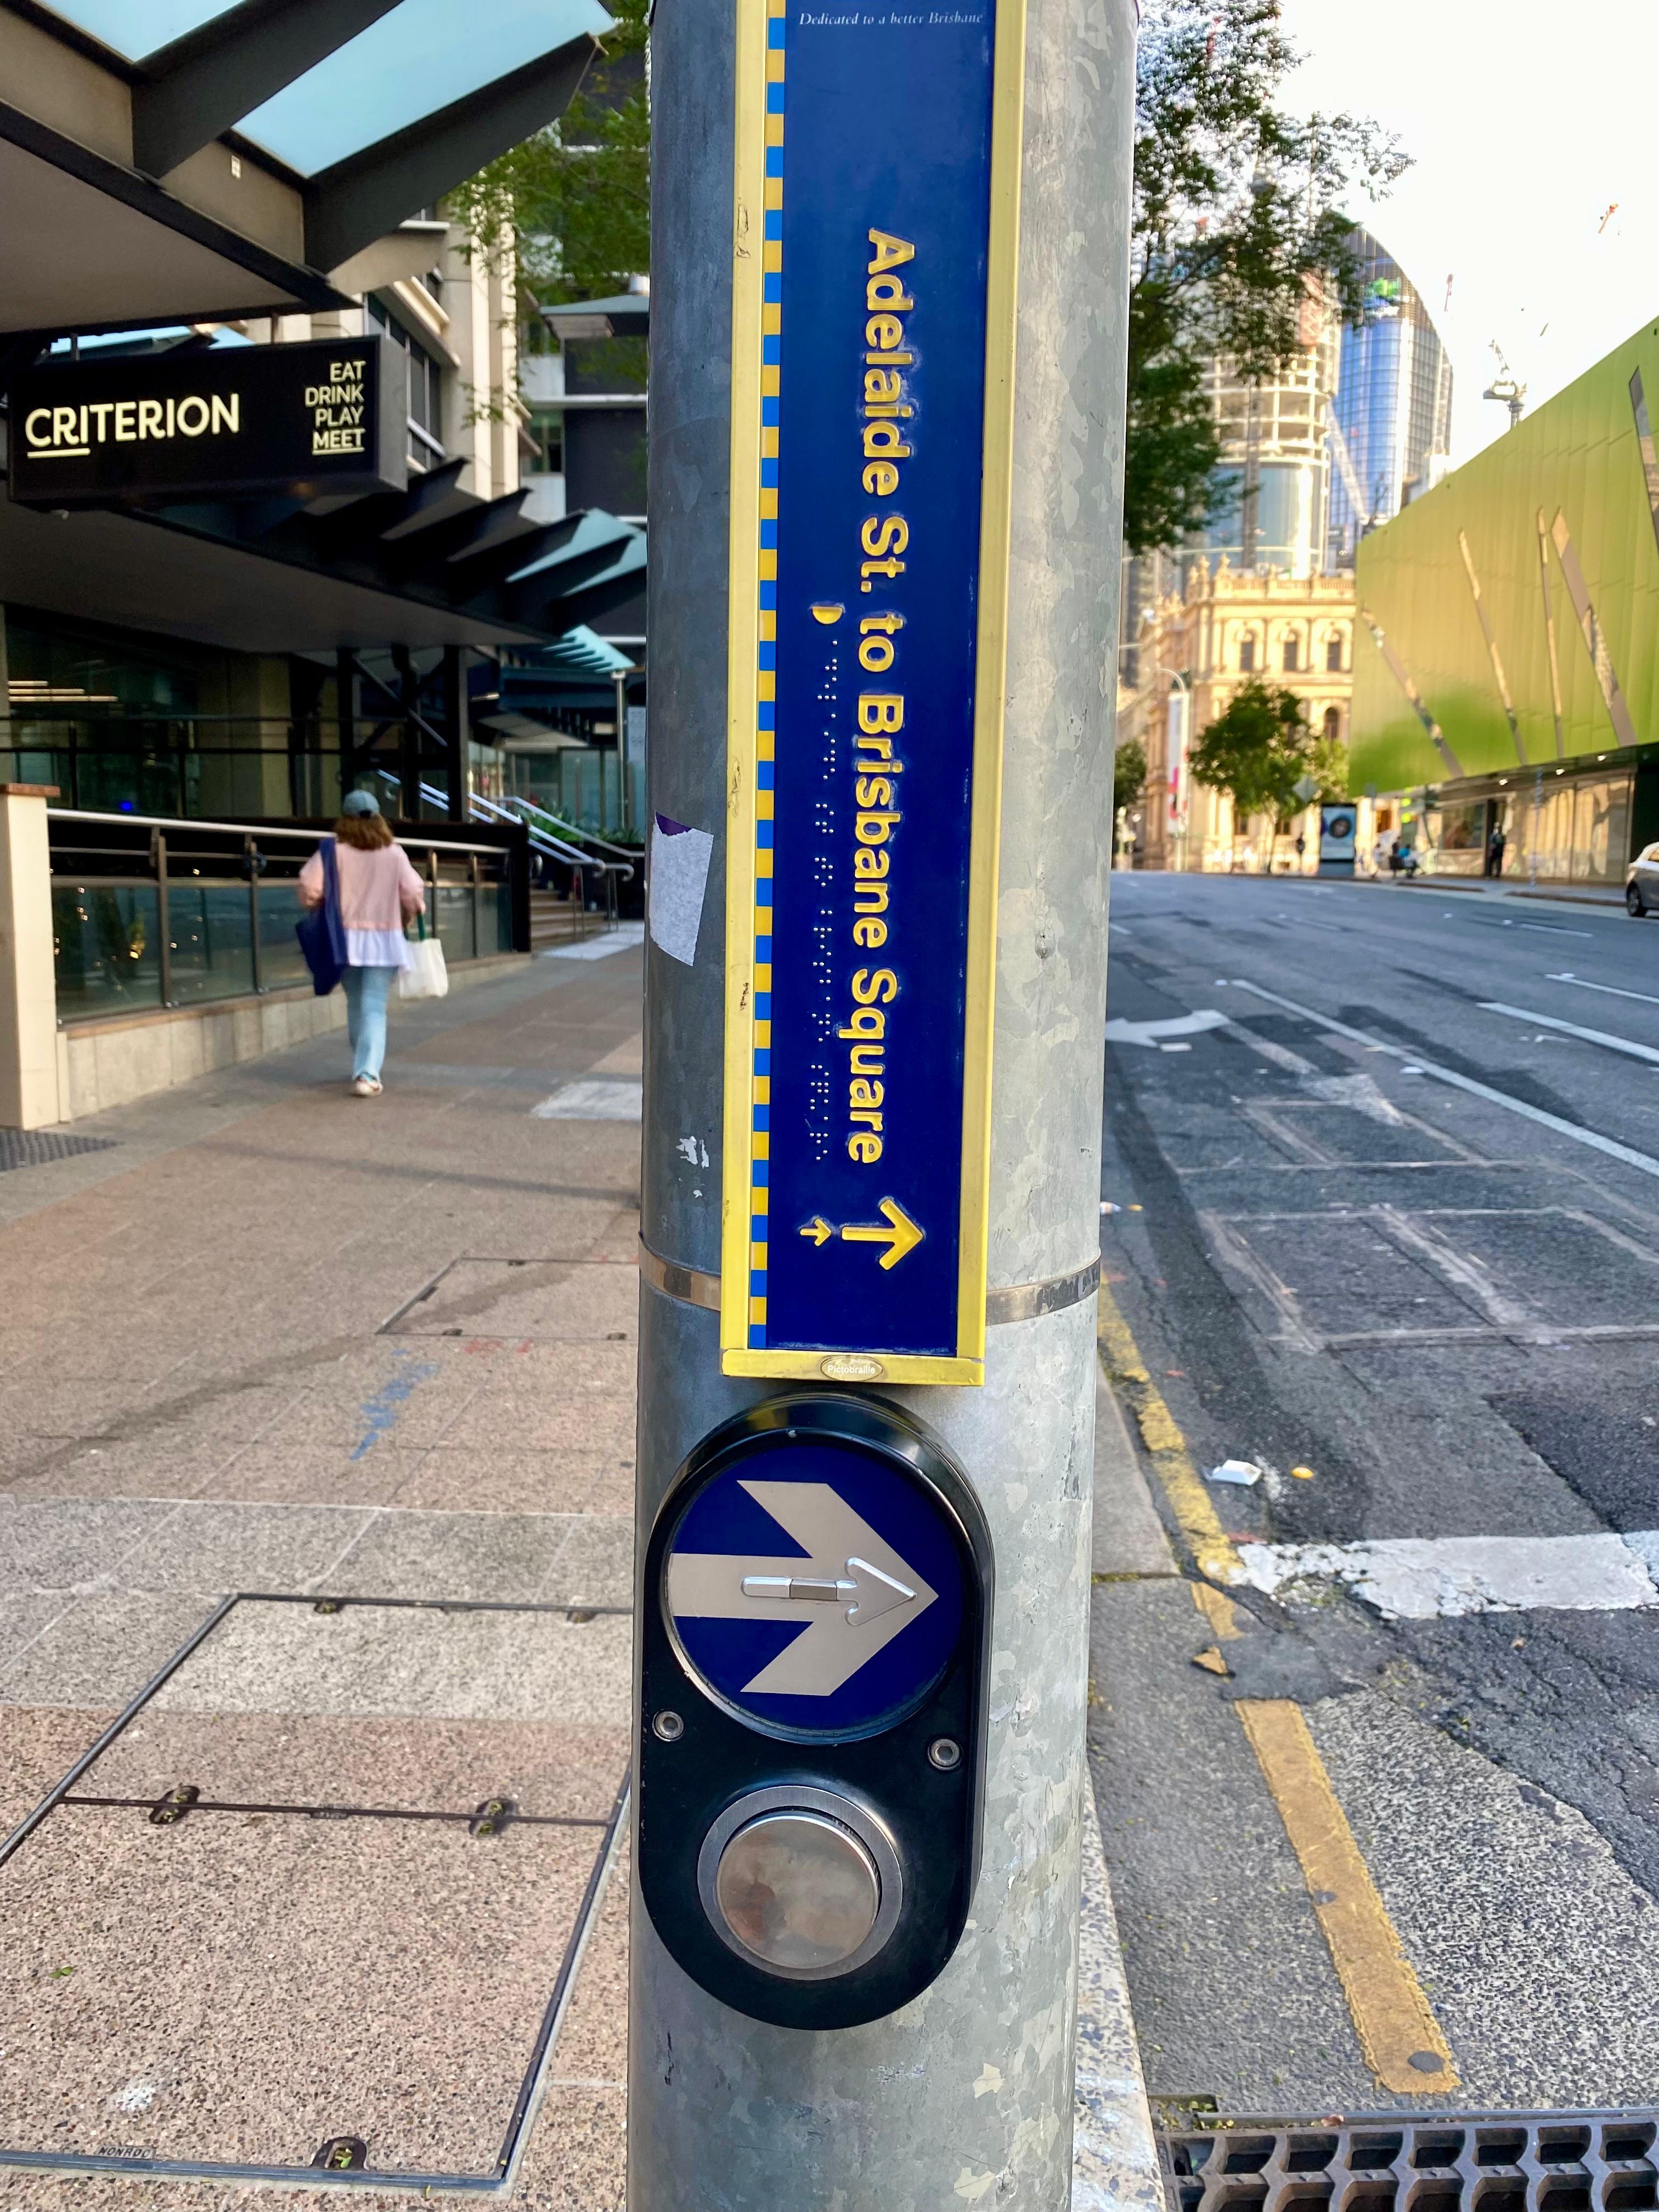 Dedicated to a better Brisbane
Adelaide St. to Brisbane Square
CRITERION
EAT
DRINK
PLAY
MEET
Pictobraille